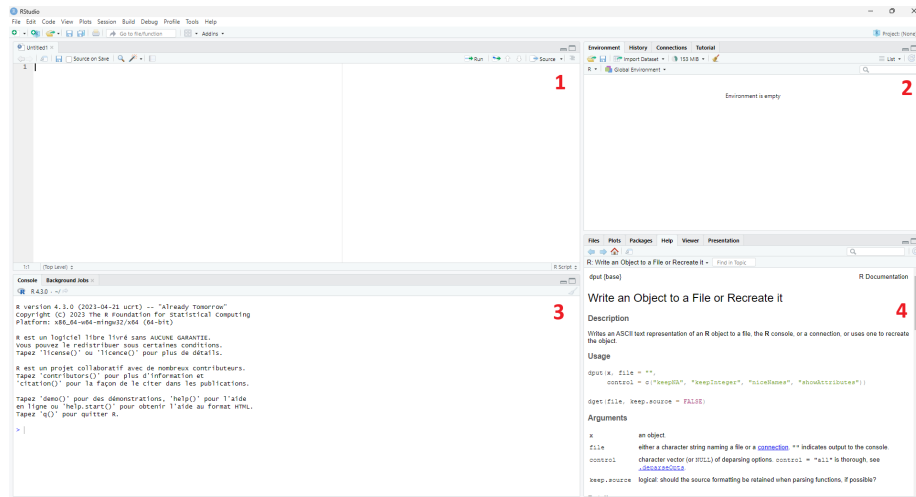 RStudio
File Edit Code View Plots Session Build Debug Profile Tools Help
Go to file/function Addins Project: (None)
Untitled1
Source on Save Run Source
1
1
1:1 (Top Level) R Script
Environment History Connections Tutorial
Import Dataset 153 MiB List
R Global Environment
2
Environment is empty
Console Background Jobs
R 4.3.0 · ~/
3
R version 4.3.0 (2023-04-21 ucrt) -- "Already Tomorrow"
Copyright (C) 2023 The R Foundation for Statistical Computing
Platform: x86_64-w64-mingw32/x64 (64-bit)
R est un logiciel libre livré sans AUCUNE GARANTIE.
Vous pouvez le redistribuer sous certaines conditions.
Tapez 'license()' ou 'licence()' pour plus de détails.
R est un projet collaboratif avec de nombreux contributeurs.
Tapez 'contributors()' pour plus d'information et
'citation()' pour la façon de le citer dans les publications.
Tapez 'demo()' pour des démonstrations, 'help()' pour l'aide
en ligne ou 'help.start()' pour obtenir l'aide au format HTML.
Tapez 'q()' pour quitter R.
>
Files Plots Packages Help Viewer Presentation
R: Write an Object to a File or Recreate it Find in Topic
dput {base} R Documentation
4
Write an Object to a File or Recreate it
Description
Writes an ASCII text representation of an R object to a file, the R console, or a connection, or uses one to recreate
the object.
Usage
dput(x, file = "",
control = c("keepNA", "keepInteger", "niceNames", "showAttributes"))
dget(file, keep.source = FALSE)
Arguments
x an object.
file either a character string naming a file or a connection. "" indicates output to the console.
control character vector (or NULL) of deparsing options. control = "all" is thorough, see
.deparseOpts.
keep.source logical: should the source formatting be retained when parsing functions, if possible?